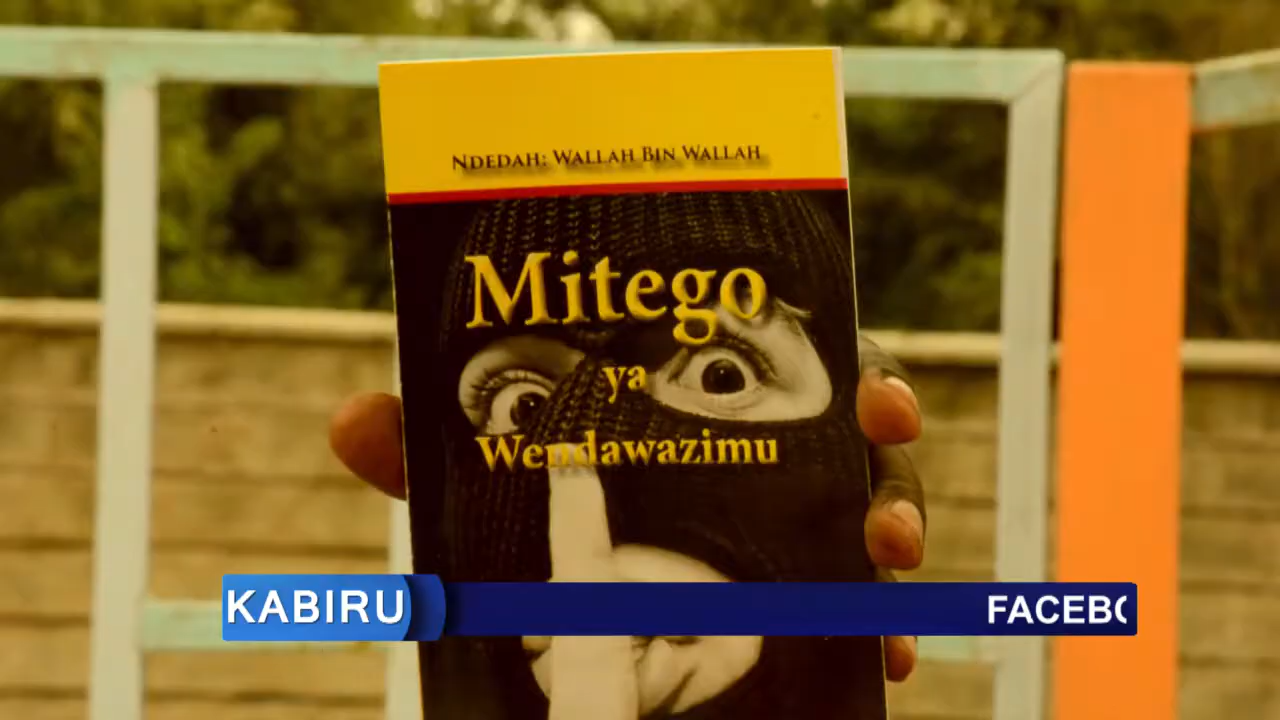 NDEDAH: WALLAH BIN WALLAH
Mitego
ya
Wendawazimu
KABIRU